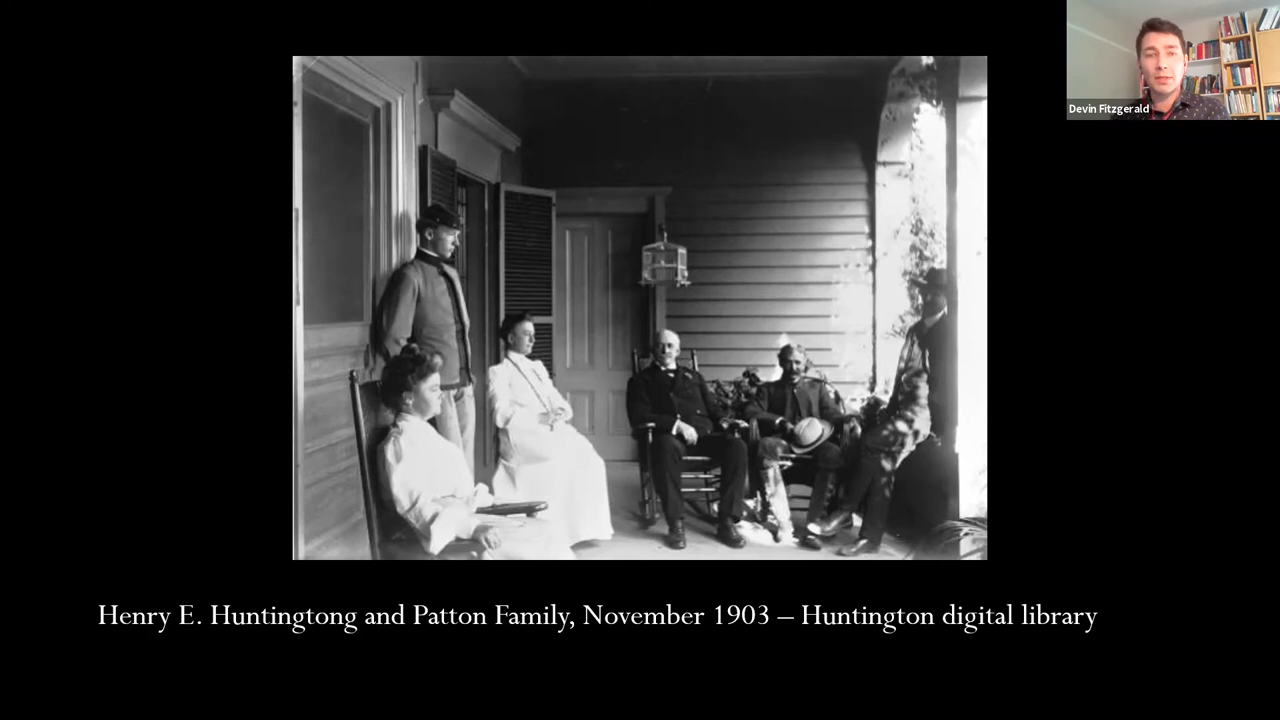 Devin Fitzgerald
Henry E. Huntingtong and Patton Family, November 1903 – Huntington digital library